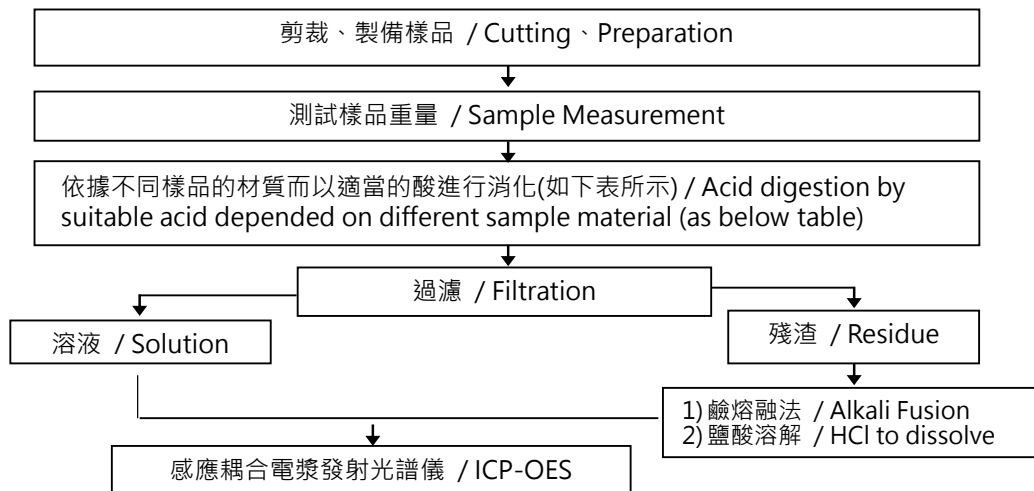 剪裁、製備樣品 / Cutting、Preparation
測試樣品重量 / Sample Measurement
依據不同樣品的材質而以適當的酸進行消化(如下表所示) / Acid digestion by
suitable acid depended on different sample material (as below table)
過濾 / Filtration
溶液 / Solution
殘渣 / Residue
1) 鹼熔融法 / Alkali Fusion
2) 鹽酸溶解 / HCl to dissolve
感應耦合電漿發射光譜儀 / ICP-OES